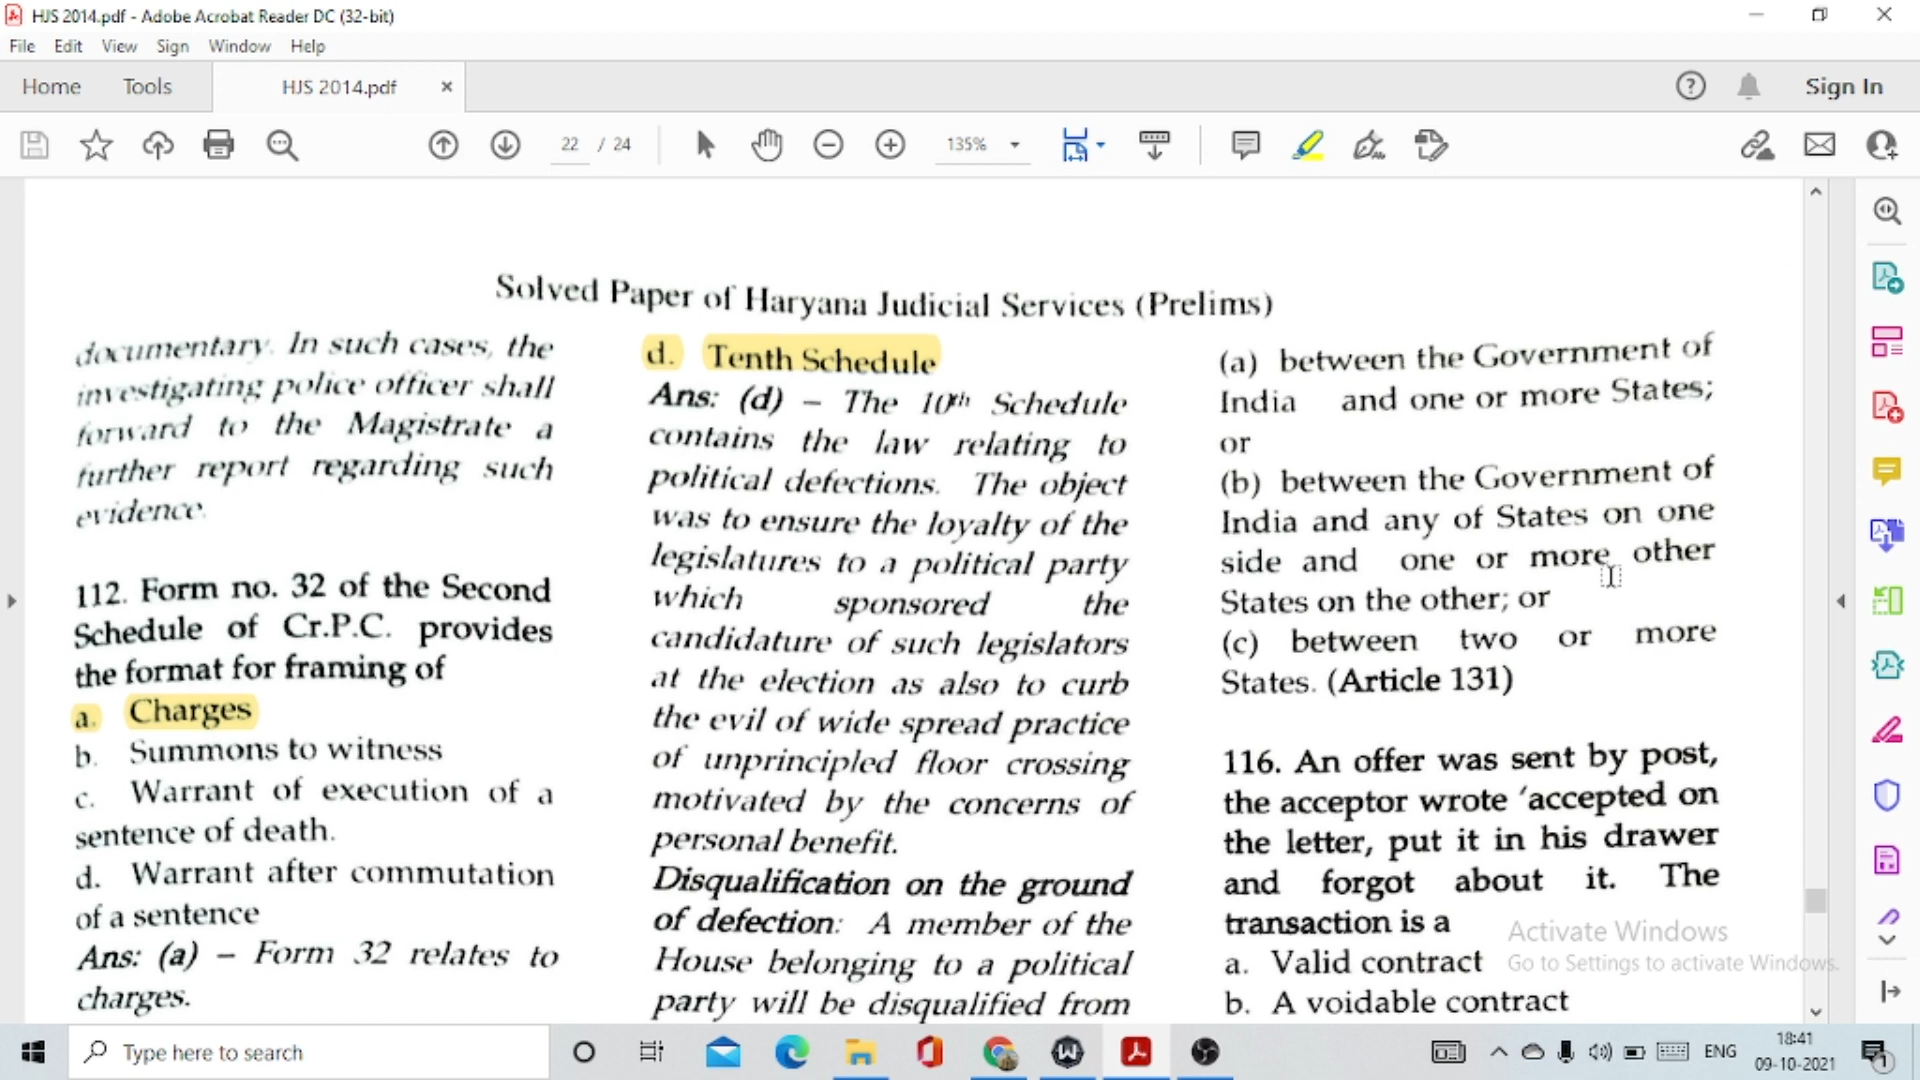 HJS 2014.pdf - Adobe Acrobat Reader DC (32-bit)
File Edit View Sign Window Help
Home Tools HJS 2014.pdf × Sign In
22 / 24 135%
Solved Paper of Haryana Judicial Services (Prelims)
documentary. In such cases, the
investigating police officer shall
forward to the Magistrate a
further report regarding such
evidence.
112. Form no. 32 of the Second
Schedule of Cr.P.C. provides
the format for framing of
a. Charges
b. Summons to witness
c. Warrant of execution of a
sentence of death.
d. Warrant after commutation
of a sentence
Ans: (a) – Form 32 relates to
charges.
d. Tenth Schedule
Ans: (d) – The 10th Schedule
contains the law relating to
political defections. The object
was to ensure the loyalty of the
legislatures to a political party
which sponsored the
candidature of such legislators
at the election as also to curb
the evil of wide spread practice
of unprincipled floor crossing
motivated by the concerns of
personal benefit.
Disqualification on the ground
of defection: A member of the
House belonging to a political
party will be disqualified from
(a) between the Government of
India and one or more States;
or
(b) between the Government of
India and any of States on one
side and one or more other
States on the other; or
(c) between two or more
States. (Article 131)
116. An offer was sent by post,
the acceptor wrote ‘accepted on
the letter, put it in his drawer
and forgot about it. The
transaction is a
a. Valid contract
b. A voidable contract
Activate Windows
Go to Settings to activate Windows.
Type here to search
ENG
18:41
09-10-2021
1